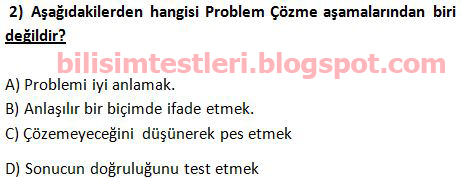 2) Aşağıdakilerden hangisi Problem Çözme aşamalarından biri
değildir?
bilisimtestleri.blogspot.com
A) Problemi iyi anlamak.
B) Anlaşılır bir biçimde ifade etmek.
C) Çözemeyeceğini düşünerek pes etmek
D) Sonucun doğruluğunu test etmek